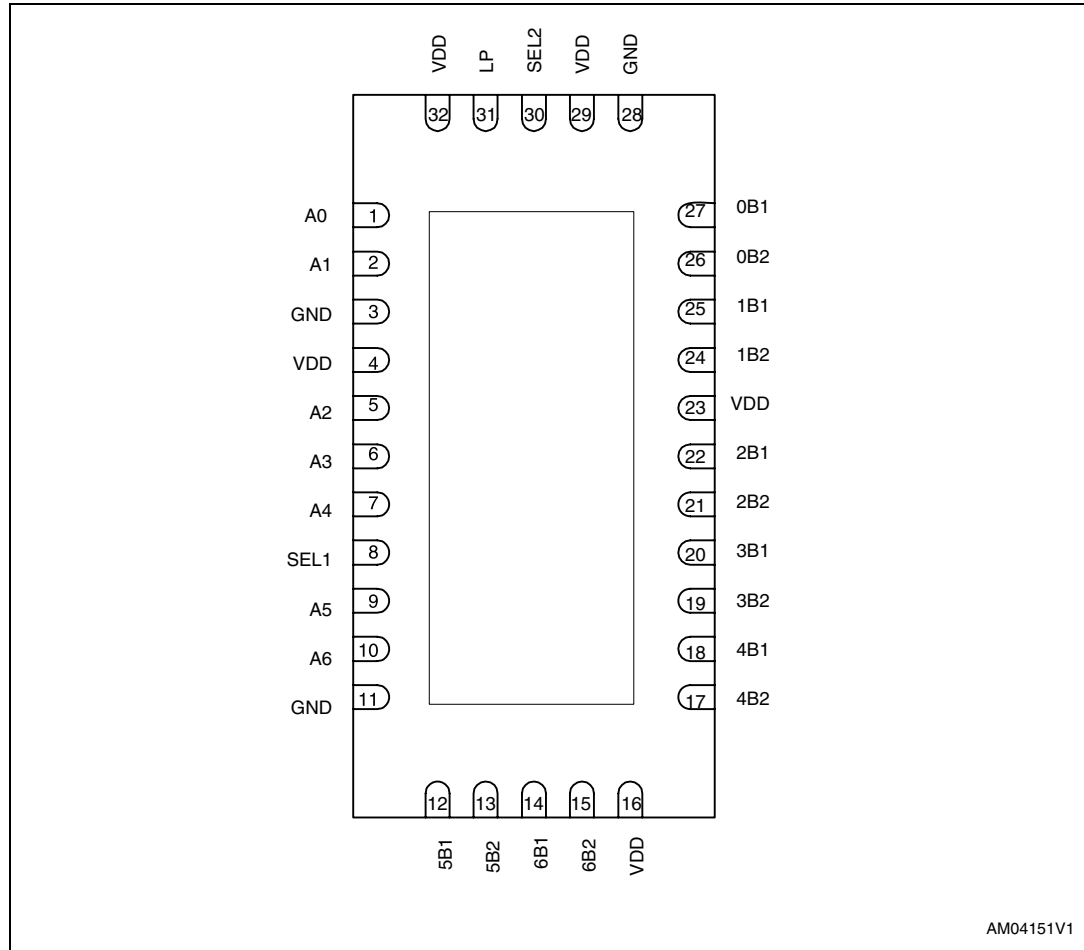 VDD
LP
SEL2
VDD
GND
32 31 30 29 28
A0 1 27 0B1
A1 2 26 0B2
GND 3 25 1B1
VDD 4 24 1B2
A2 5 23 VDD
A3 6 22 2B1
A4 7 21 2B2
SEL1 8 20 3B1
A5 9 19 3B2
A6 10 18 4B1
GND 11 17 4B2
12 13 14 15 16
5B1
5B2
6B1
6B2
VDD
AM04151V1